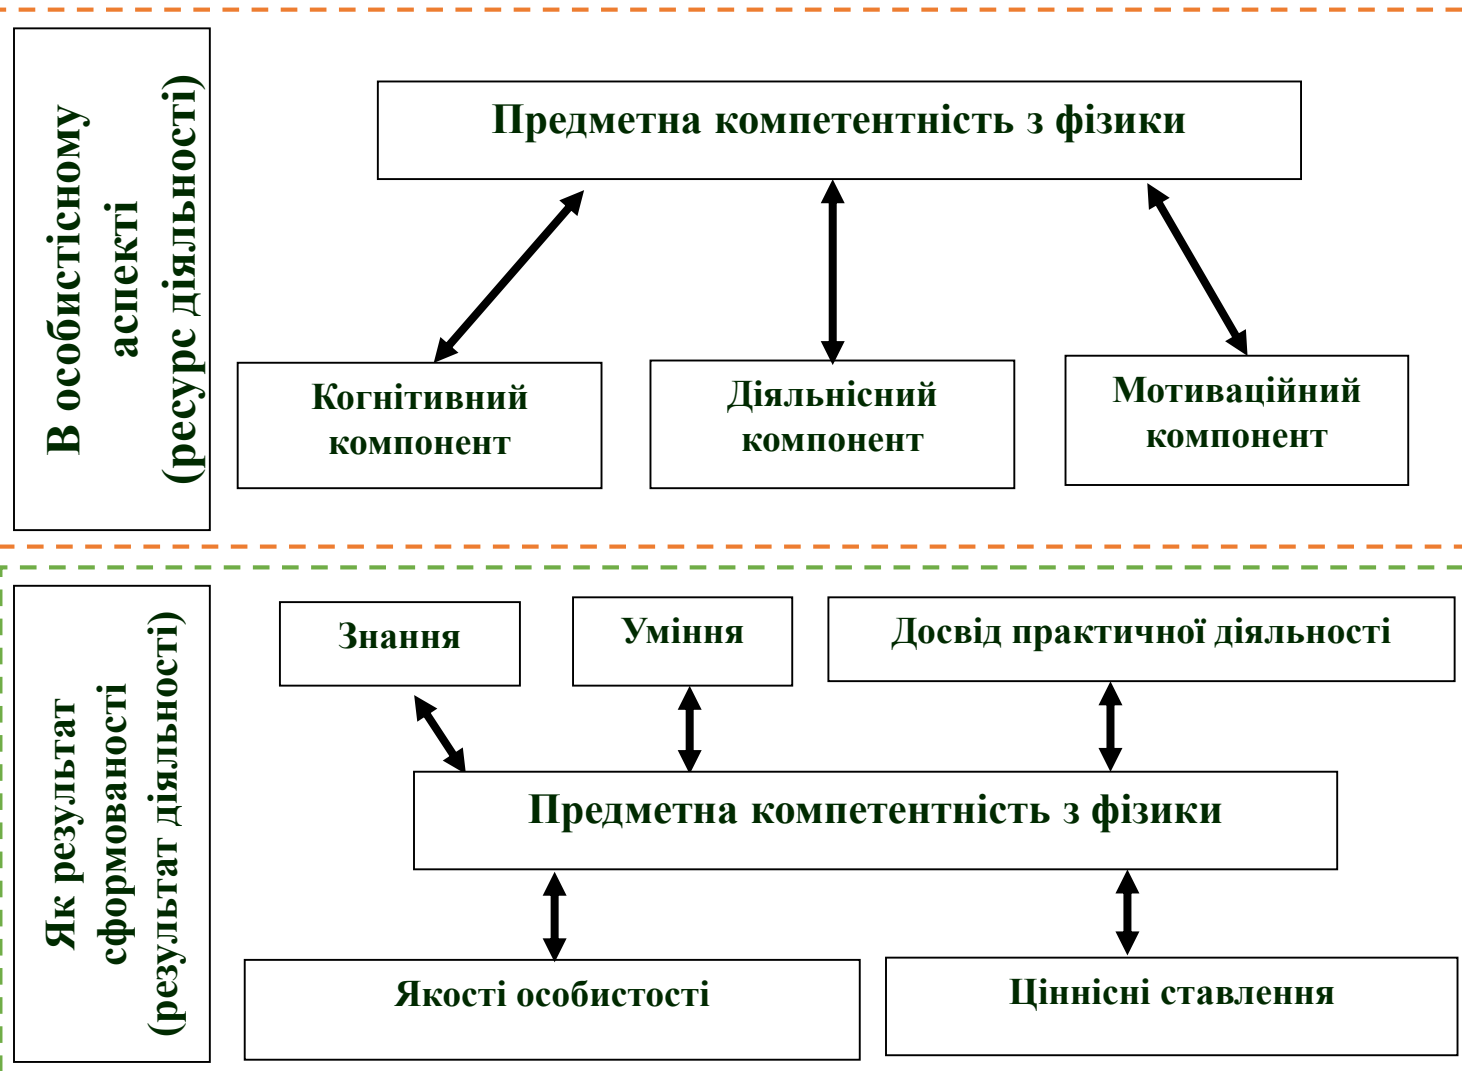 В особистісному
аспекті
(ресурс діяльності)
Предметна компетентність з фізики
Когнітивний
компонент
Діяльнісний
компонент
Мотиваційний
компонент
Як результат
сформованості
(результат діяльності)
Знання
Уміння
Досвід практичної діяльності
Предметна компетентність з фізики
Якості особистості
Ціннісні ставлення